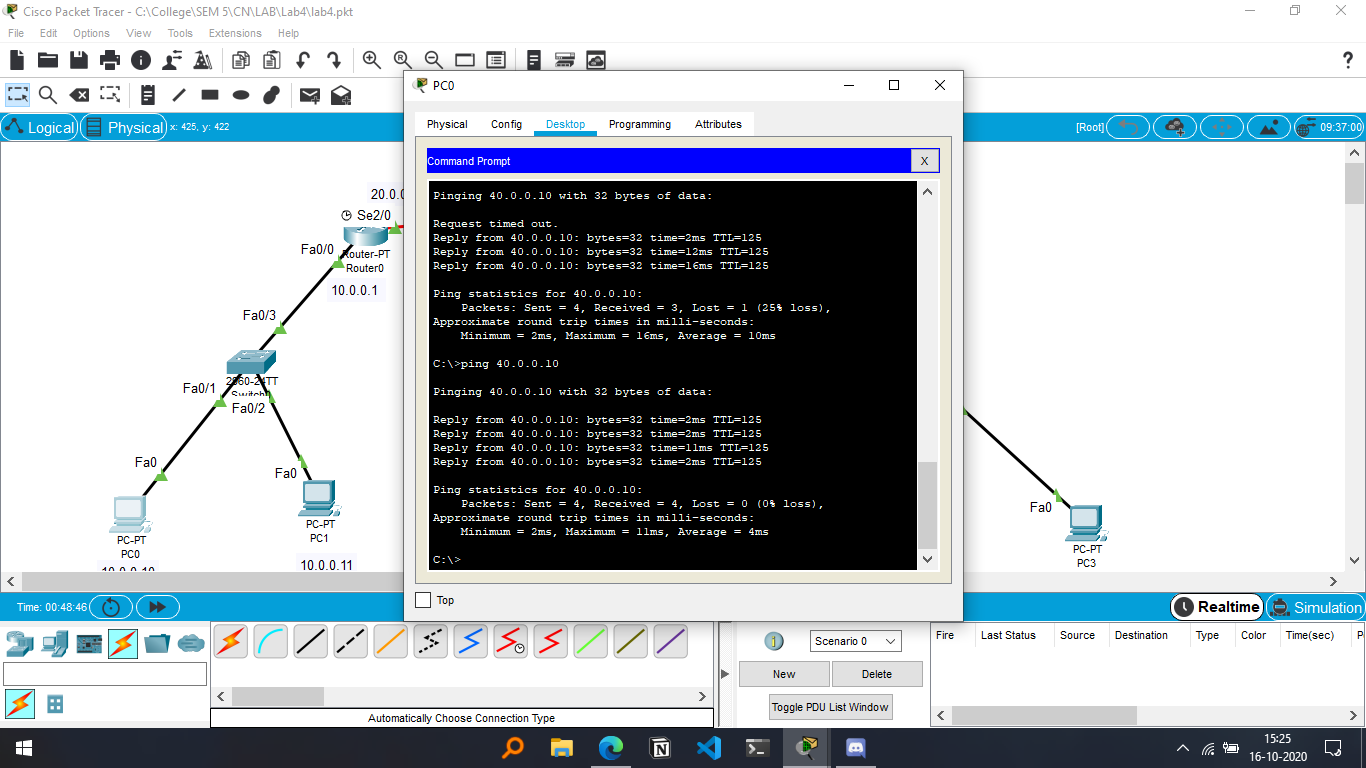 Cisco Packet Tracer - C:\College\SEM 5\CN\LAB\Lab4\lab4.pkt
File Edit Options View Tools Extensions Help
Logical Physical x: 425, y: 422
[Root] 09:37:00
20.0.0
Se2/0
Fa0/0
Router-PT
Router0
10.0.0.1
Fa0/3
2960-24TT
Switch0
Fa0/1
Fa0/2
Fa0
Fa0
PC-PT
PC0
10.0.0.10
PC-PT
PC1
10.0.0.11
PC0
Physical Config Desktop Programming Attributes
Command Prompt X
Pinging 40.0.0.10 with 32 bytes of data:
Request timed out.
Reply from 40.0.0.10: bytes=32 time=2ms TTL=125
Reply from 40.0.0.10: bytes=32 time=12ms TTL=125
Reply from 40.0.0.10: bytes=32 time=16ms TTL=125
Ping statistics for 40.0.0.10:
Packets: Sent = 4, Received = 3, Lost = 1 (25% loss),
Approximate round trip times in milli-seconds:
Minimum = 2ms, Maximum = 16ms, Average = 10ms
C:\>ping 40.0.0.10
Pinging 40.0.0.10 with 32 bytes of data:
Reply from 40.0.0.10: bytes=32 time=2ms TTL=125
Reply from 40.0.0.10: bytes=32 time=2ms TTL=125
Reply from 40.0.0.10: bytes=32 time=11ms TTL=125
Reply from 40.0.0.10: bytes=32 time=2ms TTL=125
Ping statistics for 40.0.0.10:
Packets: Sent = 4, Received = 4, Lost = 0 (0% loss),
Approximate round trip times in milli-seconds:
Minimum = 2ms, Maximum = 11ms, Average = 4ms
C:\>
Top
Fa0
PC-PT
PC3
Time: 00:48:46
Realtime Simulation
Automatically Choose Connection Type
Scenario 0
New Delete
Toggle PDU List Window
Fire Last Status Source Destination Type Color Time(sec) P
15:25
16-10-2020